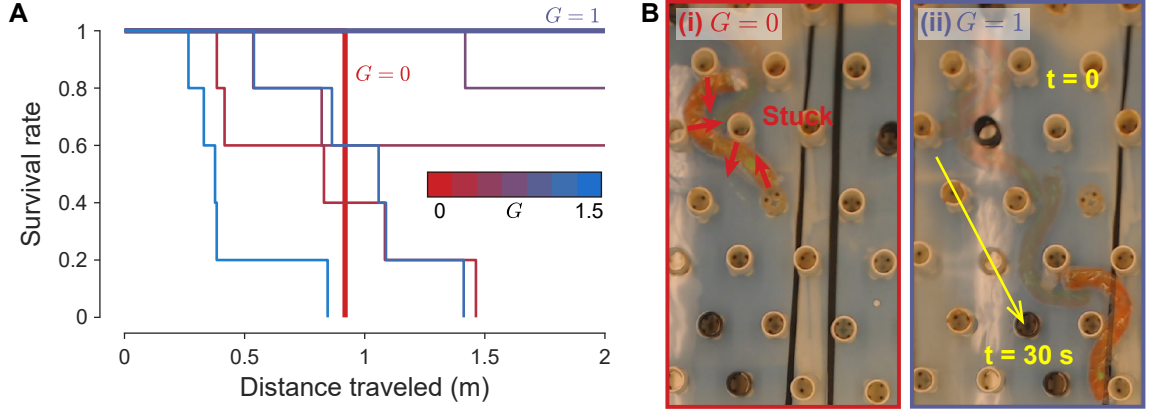 A
G = 1
G = 0
Survival rate
1
0.8
0.6
0.4
0.2
0
0 G 1.5
0 0.5 1 1.5 2
Distance traveled (m)
B
(i) G = 0
Stuck
(ii) G = 1
t = 0
t = 30 s